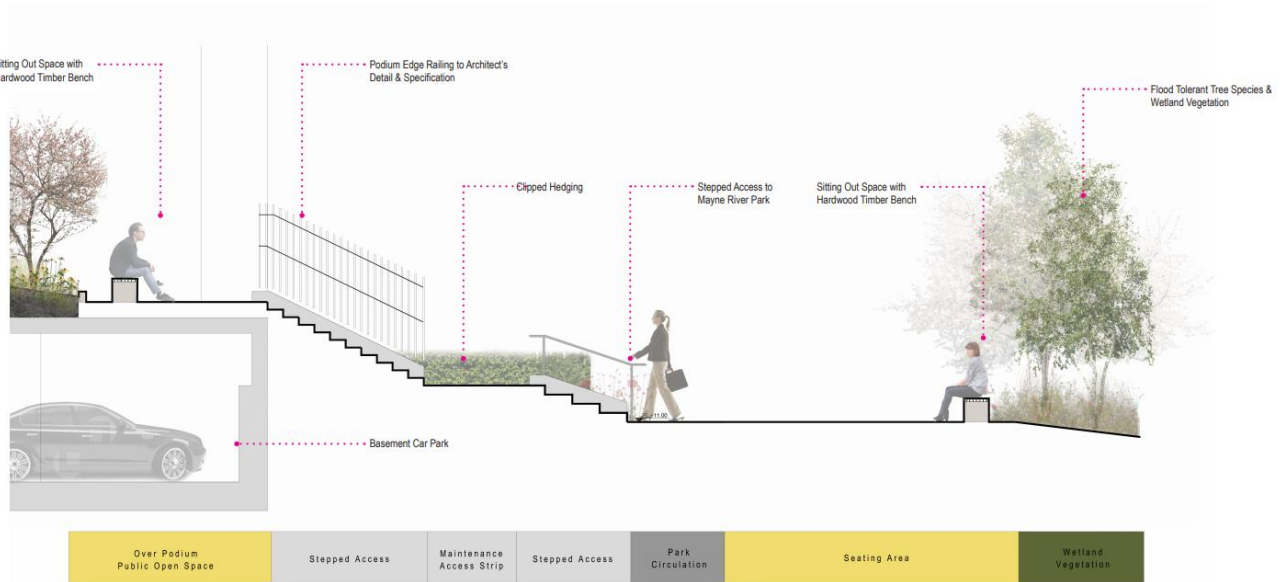 itting Out Space with
ardwood Timber Bench
Podium Edge Railing to Architect's
Detail & Specification
Flood Tolerant Tree Species &
Wetland Vegetation
Clipped Hedging
Stepped Access to
Mayne River Park
Sitting Out Space with
Hardwood Timber Bench
11.00
Basement Car Park
Over Podium
Public Open Space
Stepped Access
Maintenance
Access Strip
Stepped Access
Park
Circulation
Seating Area
Wetland
Vegetation